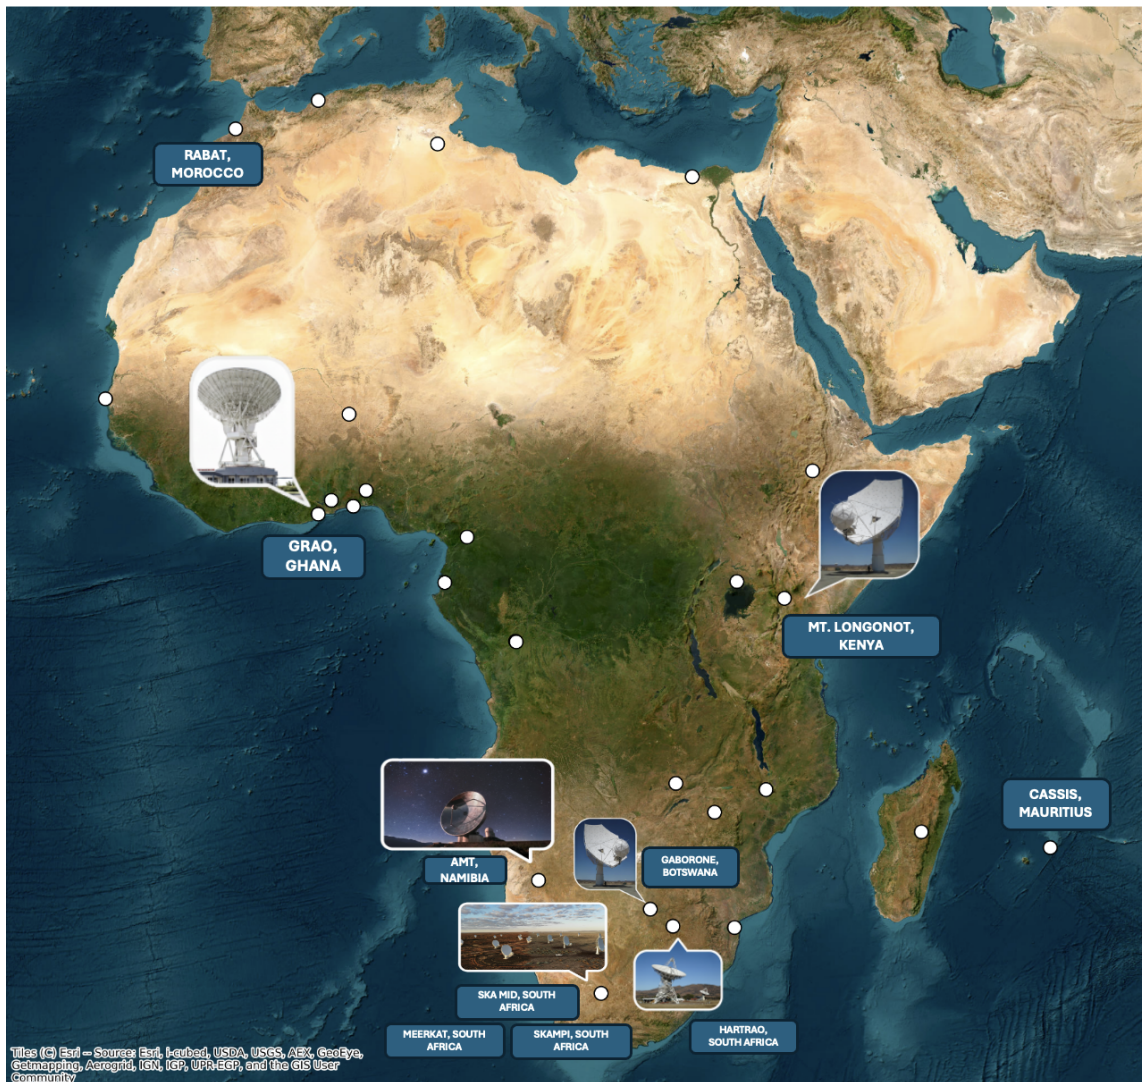 RABAT,
MOROCCO
GRAO,
GHANA
MT. LONGONOT,
KENYA
CASSIS,
MAURITIUS
AMT,
NAMIBIA
GABORONE,
BOTSWANA
SKA MID, SOUTH
AFRICA
MEERKAT, SOUTH
AFRICA
SKAMPI, SOUTH
AFRICA
HARTRAO,
SOUTH AFRICA
Tiles (C) Esri -- Source: Esri, i-cubed, USDA, USGS, AEX, GeoEye,
Getmapping, Aerogrid, IGN, IGP, UPR-EGP, and the GIS User
Community